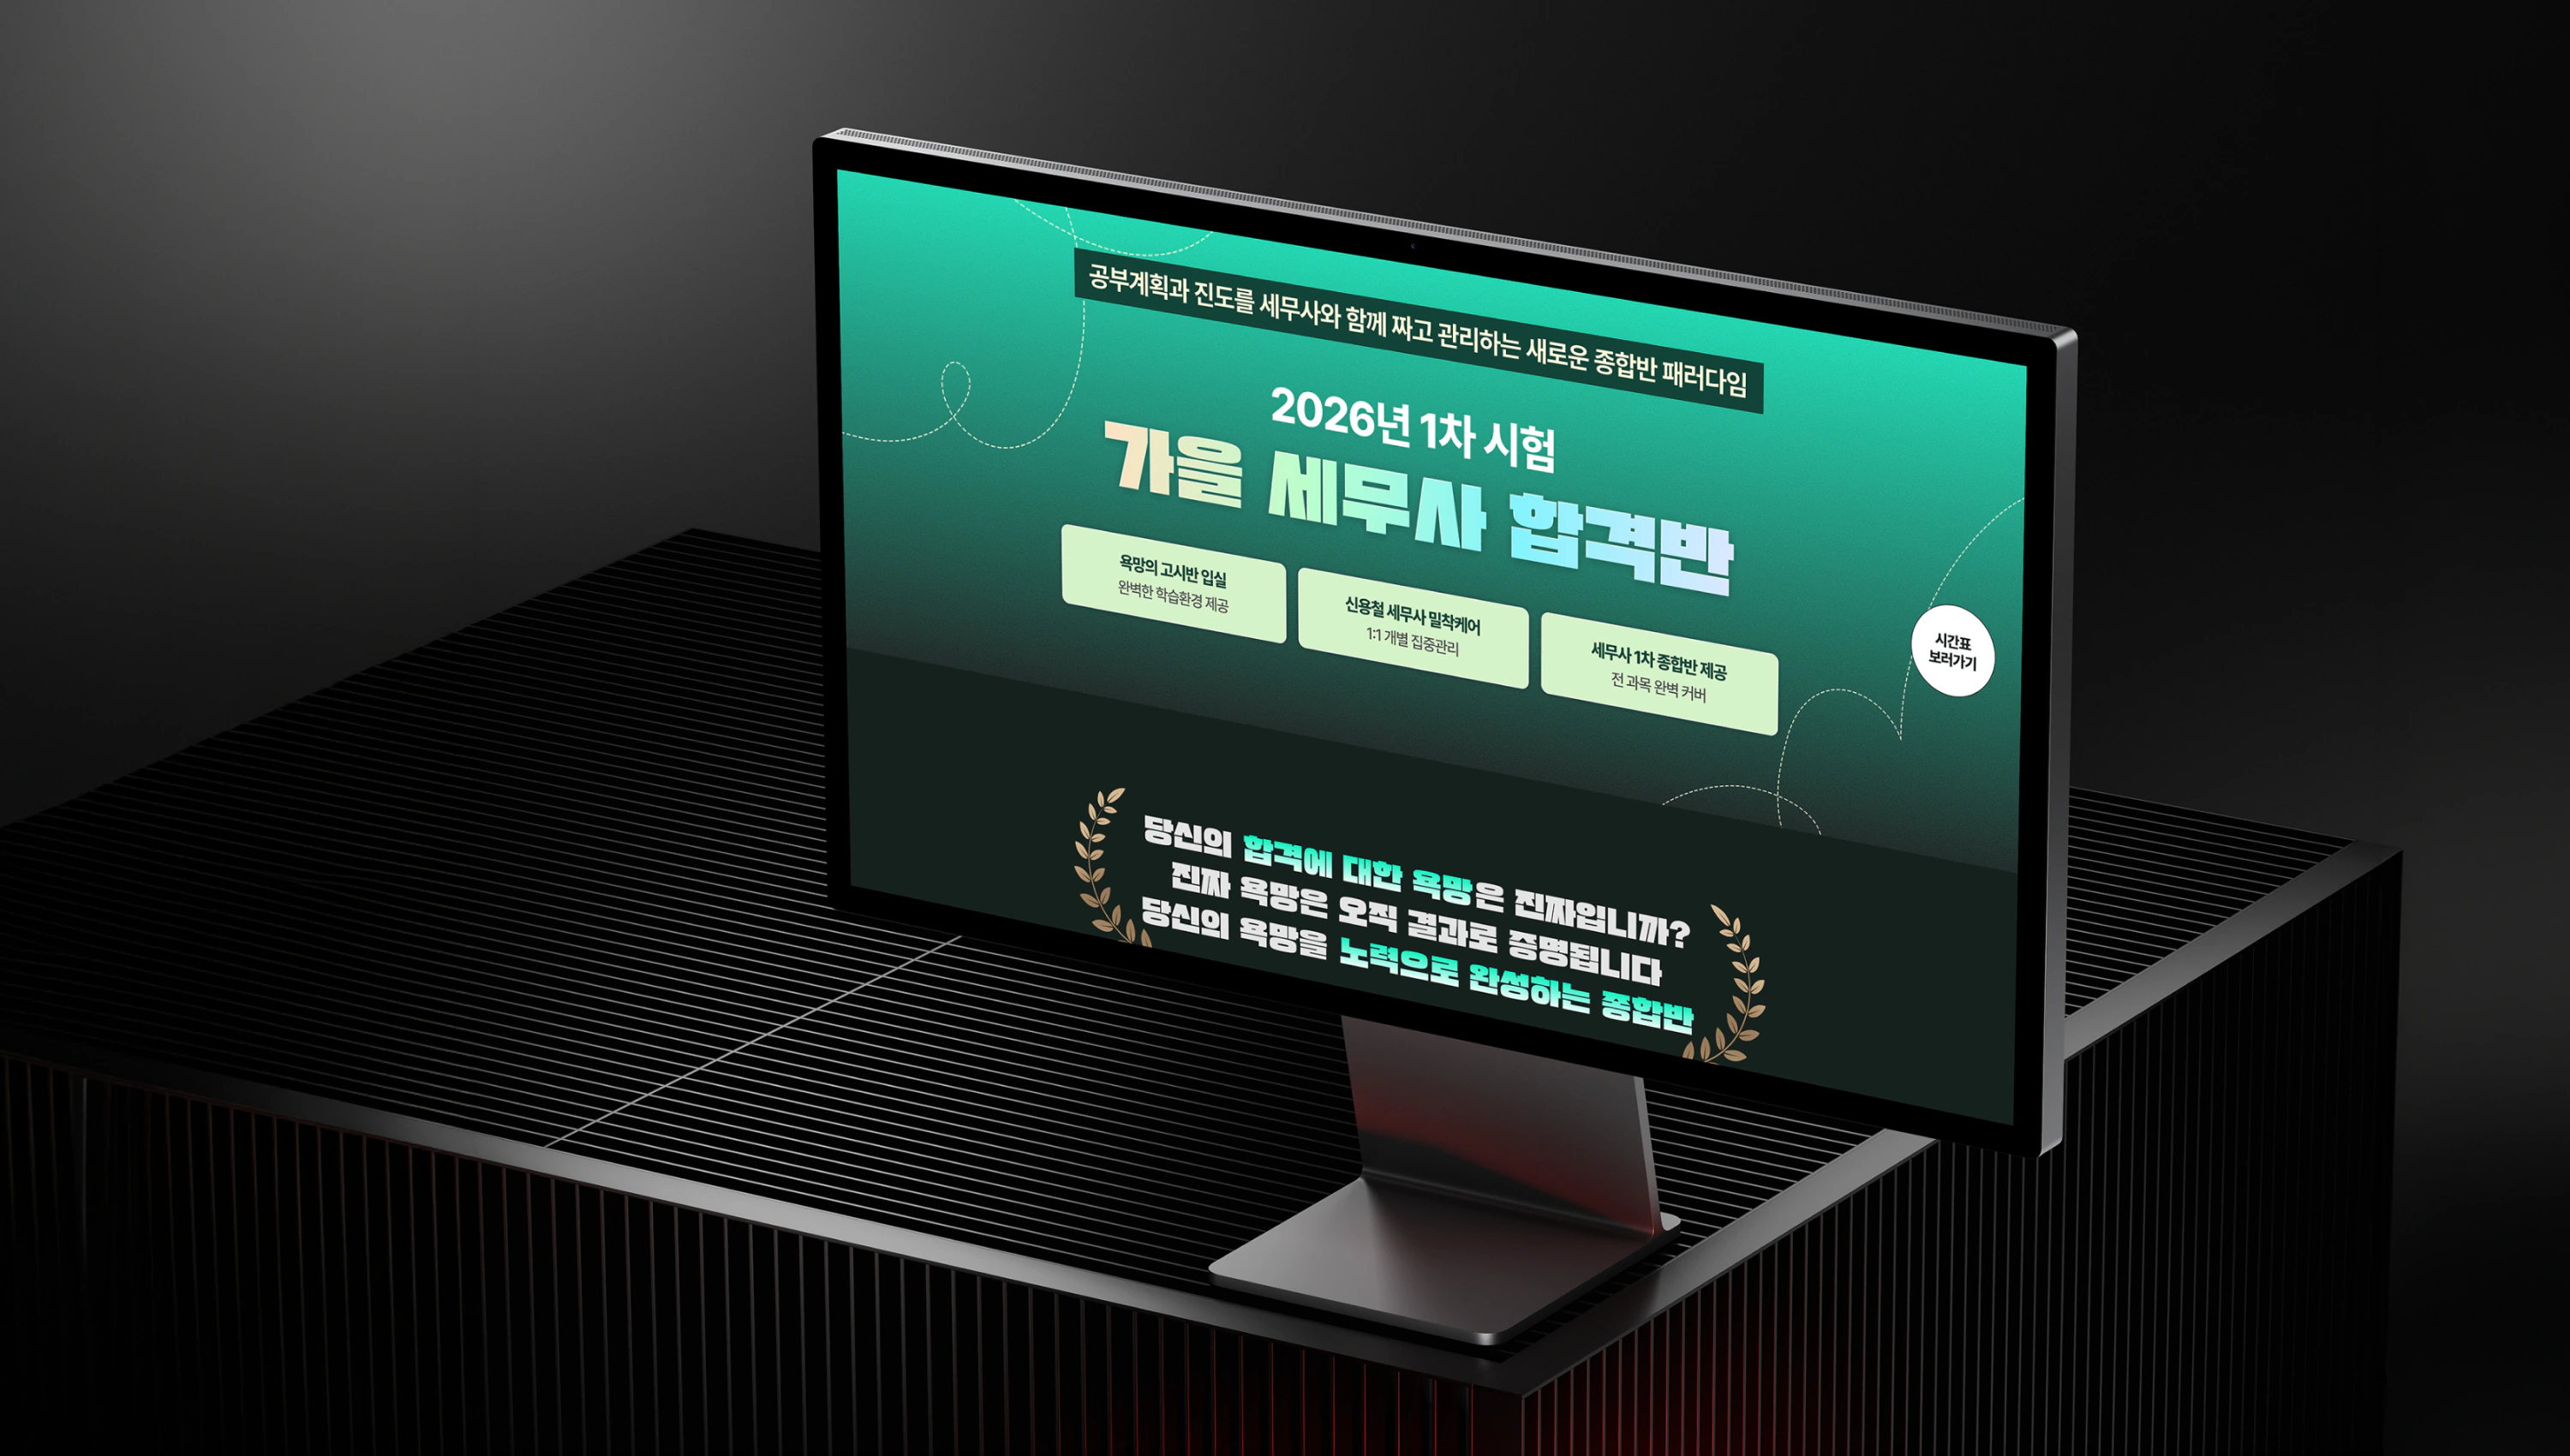 공부계획과 진도를 세무사와 함께 짜고 관리하는 새로운 종합반 패러다임
2026년 1차 시험
가을 세무사 합격반
욕망의 고시반 입실
완벽한 학습환경 제공
신용철 세무사 밀착케어
1:1 개별 집중관리
세무사 1차 종합반 제공
전 과목 완벽 커버
시간표
보러가기
당신의 합격에 대한 욕망은 진짜입니까?
진짜 욕망은 오직 결과로 증명됩니다
당신의 욕망을 노력으로 완성하는 종합반